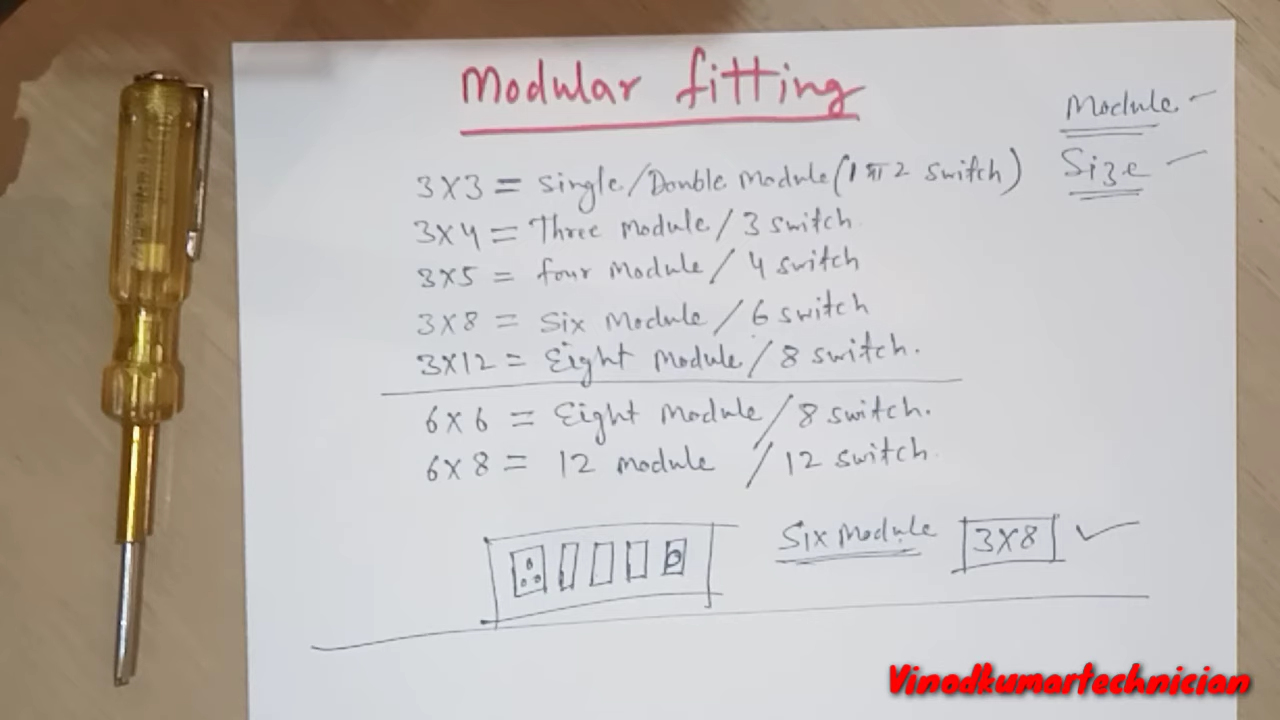 Modular fitting
Module
Size
3X3 = Single/Double Module (1 या 2 switch)
3X4 = Three Module / 3 switch
3X5 = four Module / 4 switch
3X8 = Six Module / 6 switch
3X12 = Eight Module / 8 switch.
6X6 = Eight Module / 8 switch.
6X8 = 12 Module / 12 switch.
Six Module 3X8
Vinodkumartechnician